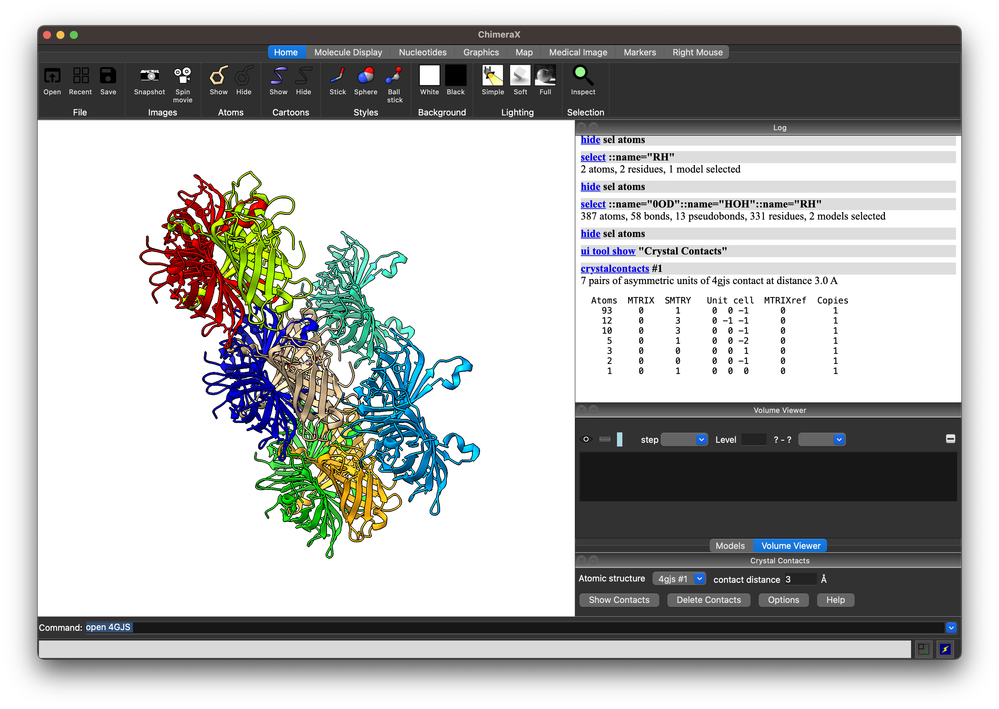 ChimeraX
Home Molecule Display Nucleotides Graphics Map Medical Image Markers Right Mouse
Open Recent Save Snapshot Spin movie Show Hide Show Hide Stick Sphere Ball stick White Black Simple Soft Full Inspect
File Images Atoms Cartoons Styles Background Lighting Selection
Log
hide sel atoms
select ::name="RH"
2 atoms, 2 residues, 1 model selected
hide sel atoms
select ::name="0OD"::name="HOH"::name="RH"
387 atoms, 58 bonds, 13 pseudobonds, 331 residues, 2 models selected
hide sel atoms
ui tool show "Crystal Contacts"
crystalcontacts #1
7 pairs of asymmetric units of 4gjs contact at distance 3.0 A
Atoms MTRIX SMTRY Unit cell MTRIXref Copies
93 0 1 0 0 -1 0 1
12 0 3 0 -1 -1 0 1
10 0 3 0 0 -1 0 1
5 0 1 0 0 -2 0 1
3 0 0 0 0 1 0 1
2 0 0 0 0 -1 0 1
1 0 1 0 0 0 0 1
Volume Viewer
step Level ? - ?
Models Volume Viewer
Crystal Contacts
Atomic structure 4gjs #1 contact distance 3 Å
Show Contacts Delete Contacts Options Help
Command: open 4GJS